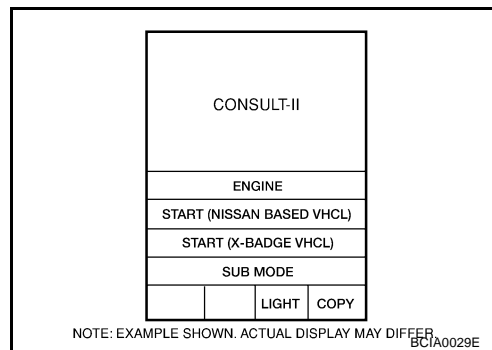 CONSULT-II
ENGINE
START (NISSAN BASED VHCL)
START (X-BADGE VHCL)
SUB MODE
LIGHT COPY
NOTE: EXAMPLE SHOWN. ACTUAL DISPLAY MAY DIFFER.
BCIA0029E